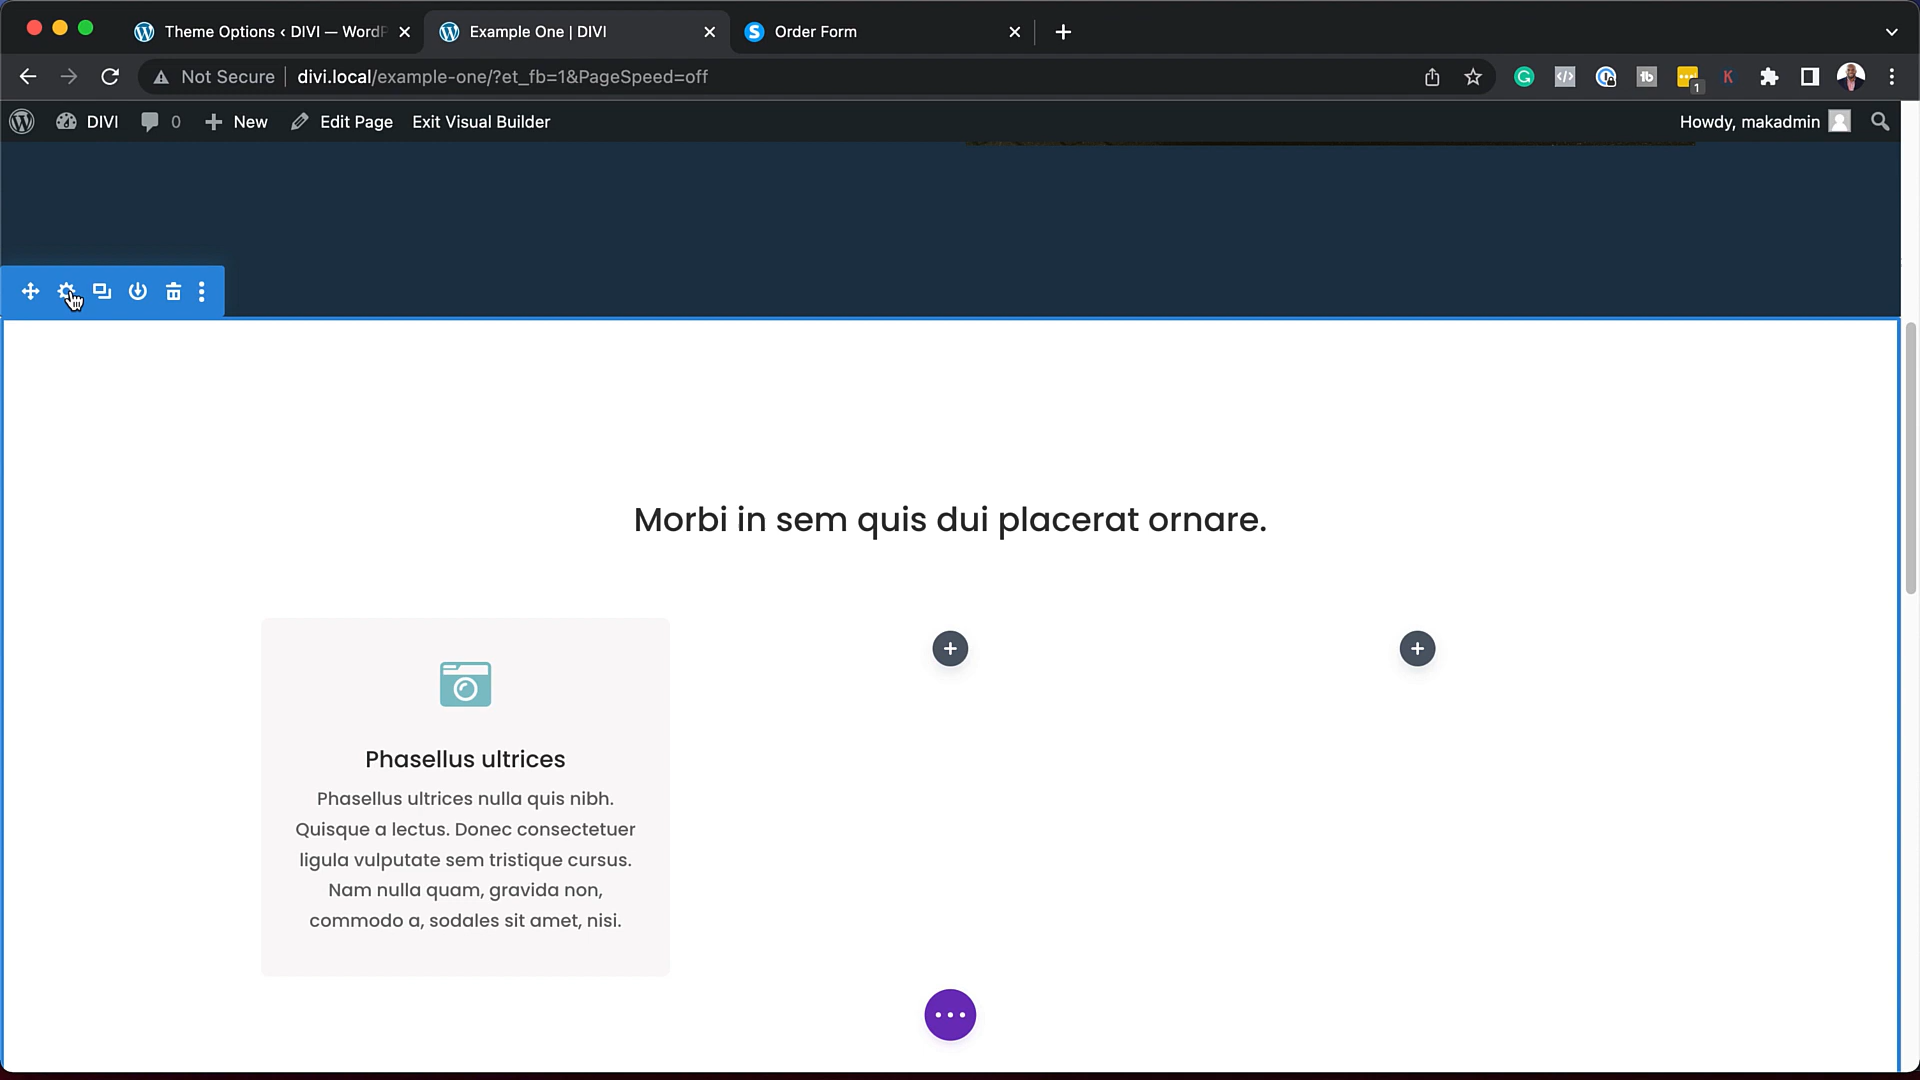 Theme Options ‹ DIVI — WordP
Example One | DIVI
Order Form
Not Secure
divi.local/example-one/?et_fb=1&PageSpeed=off
1
DIVI
0
New
Edit Page
Exit Visual Builder
Howdy, makadmin
Morbi in sem quis dui placerat ornare.
Phasellus ultrices
Phasellus ultrices nulla quis nibh.
Quisque a lectus. Donec consectetuer
ligula vulputate sem tristique cursus.
Nam nulla quam, gravida non,
commodo a, sodales sit amet, nisi.